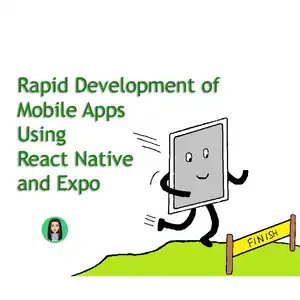 Rapid Development of
Mobile Apps
Using
React Native
and Expo
FINISH